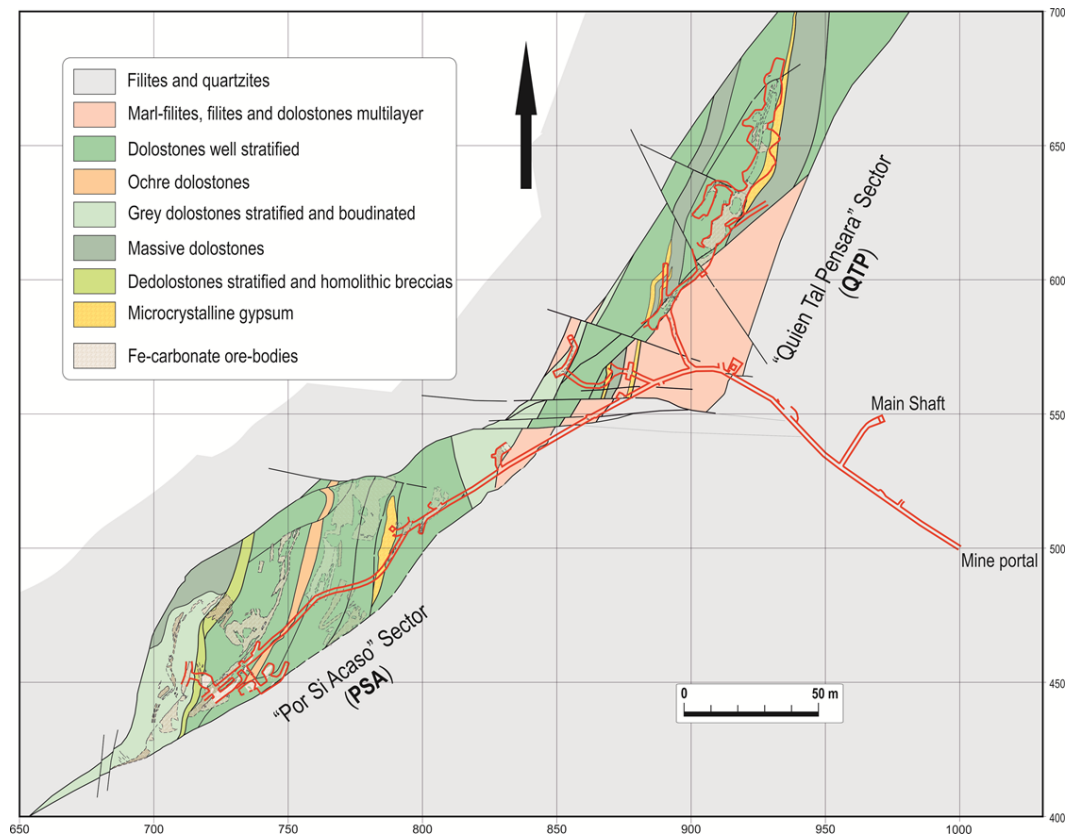 Filites and quartzites
Marl-filites, filites and dolostones multilayer
Dolostones well stratified
Ochre dolostones
Grey dolostones stratified and boudinated
Massive dolostones
Dedolostones stratified and homolithic breccias
Microcrystalline gypsum
Fe-carbonate ore-bodies
"Quien Tal Pensara" Sector
(QTP)
Main Shaft
Mine portal
"Por Si Acaso" Sector
(PSA)
0 50 m
700
650
600
550
500
450
400
650 700 750 800 850 900 950 1000